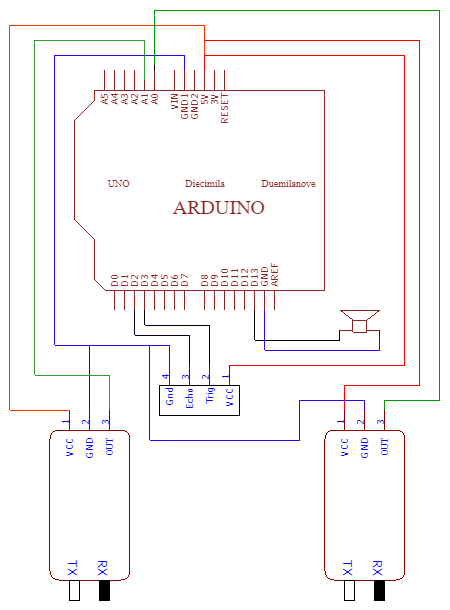 A5 A4 A3 A2 A1 A0 VIN GND1 GND2 5V 3V RESET
UNO Diecimila Duemilanove
ARDUINO
D0 D1 D2 D3 D4 D5 D6 D7 D8 D9 D10 D11 D12 D13 GND AREF
4 3 2 1
Gnd Echo Trig VCC
1 2 3
VCC GND OUT
TX RX
1 2 3
VCC GND OUT
TX RX